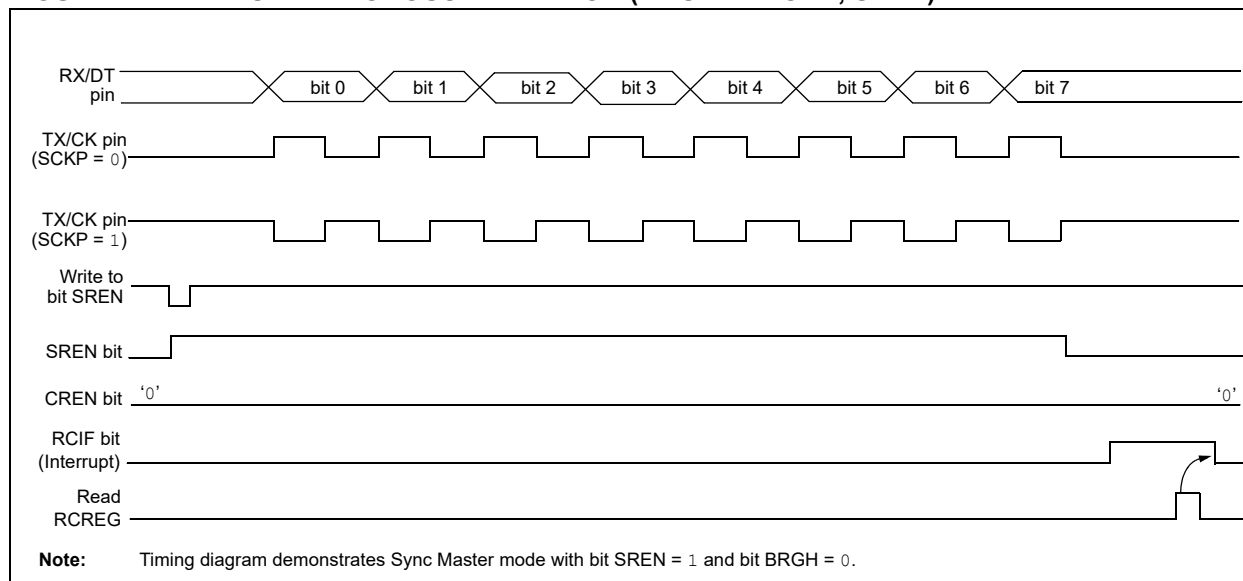 RX/DT
pin
bit 0 bit 1 bit 2 bit 3 bit 4 bit 5 bit 6 bit 7
TX/CK pin
(SCKP = 0)
TX/CK pin
(SCKP = 1)
Write to
bit SREN
SREN bit
CREN bit '0' '0'
RCIF bit
(Interrupt)
Read
RCREG
Note: Timing diagram demonstrates Sync Master mode with bit SREN = 1 and bit BRGH = 0.